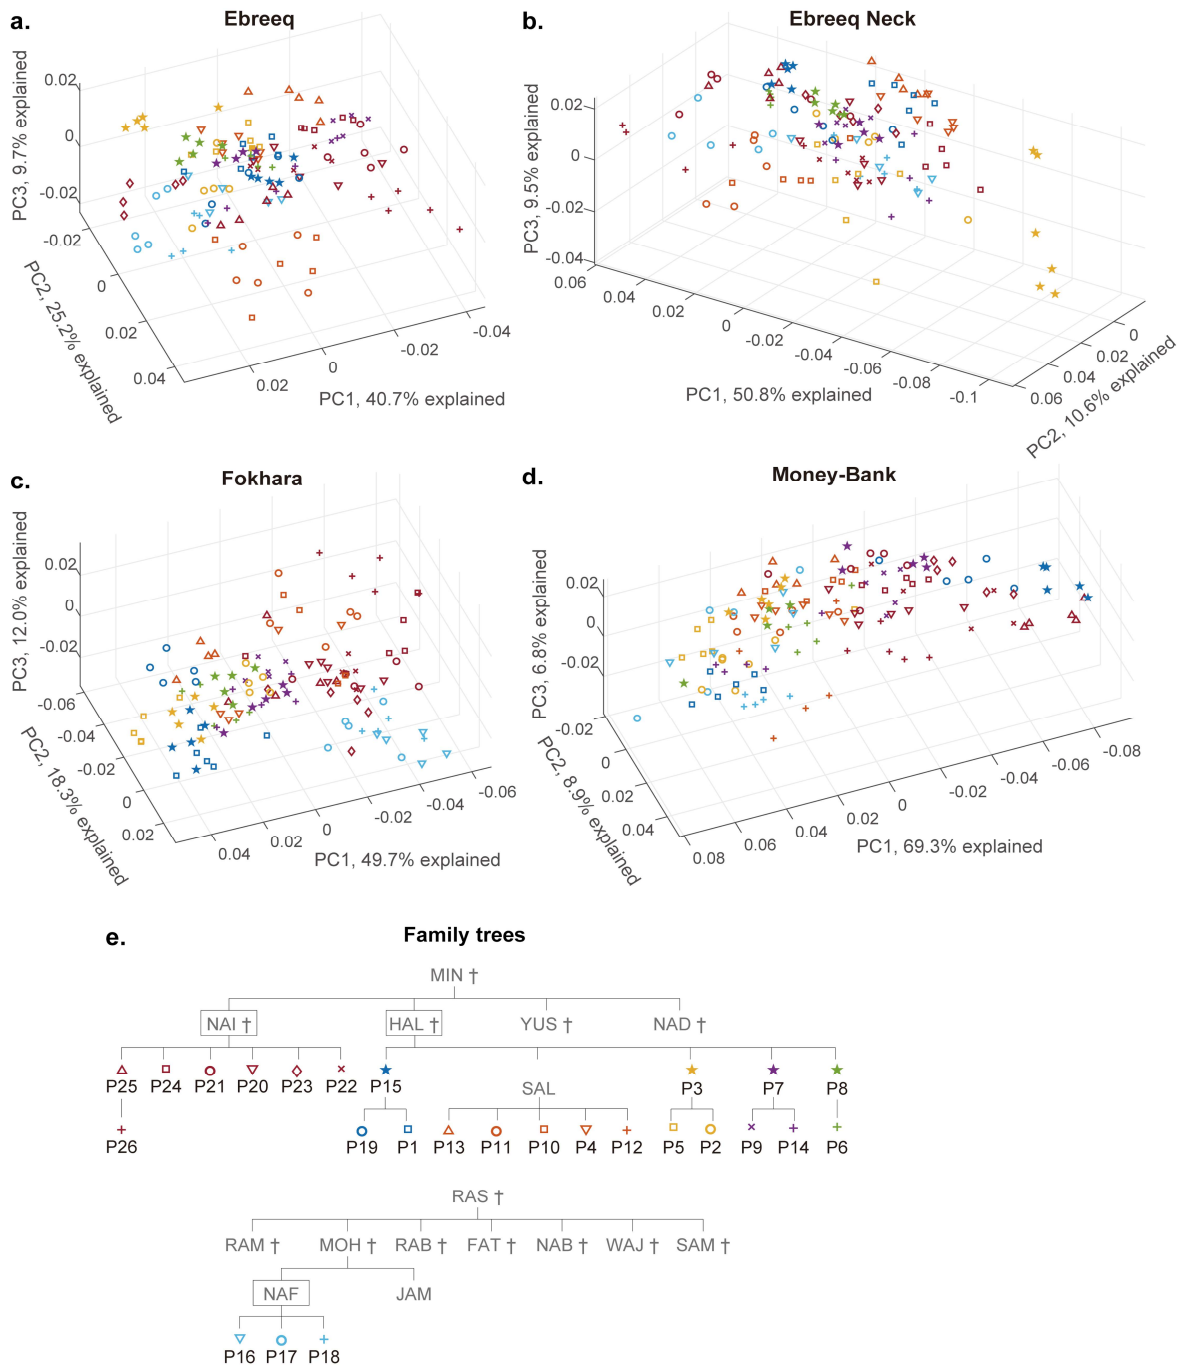 a.
Ebreeq
PC3, 9.7% explained
0.02
0
-0.02
-0.02
0
0.02
0.04
PC2, 25.2% explained
0.02
0
-0.02
-0.04
PC1, 40.7% explained
b.
Ebreeq Neck
PC3, 9.5% explained
0.02
0
-0.02
-0.04
0.06
0.04
0.02
0
-0.02
-0.04
-0.06
-0.08
-0.1
PC1, 50.8% explained
0
0.02
0.04
0.06
PC2, 10.6% explained
c.
Fokhara
PC3, 12.0% explained
0.02
0
-0.02
-0.06
-0.04
-0.02
0
0.02
PC2, 18.3% explained
0.04
0.02
0
-0.02
-0.04
-0.06
PC1, 49.7% explained
d.
Money-Bank
PC3, 6.8% explained
0.02
0
-0.02
-0.02
0
0.02
0.04
PC2, 8.9% explained
0.08
0.06
0.04
0.02
0
-0.02
-0.04
-0.06
-0.08
PC1, 69.3% explained
e.
Family trees
MIN †
NAI † HAL † YUS † NAD †
P25 P24 P21 P20 P23 P22 P15 SAL P3 P7 P8
P26 P19 P1 P13 P11 P10 P4 P12 P5 P2 P9 P14 P6
RAS †
RAM † MOH † RAB † FAT † NAB † WAJ † SAM †
NAF JAM
P16 P17 P18